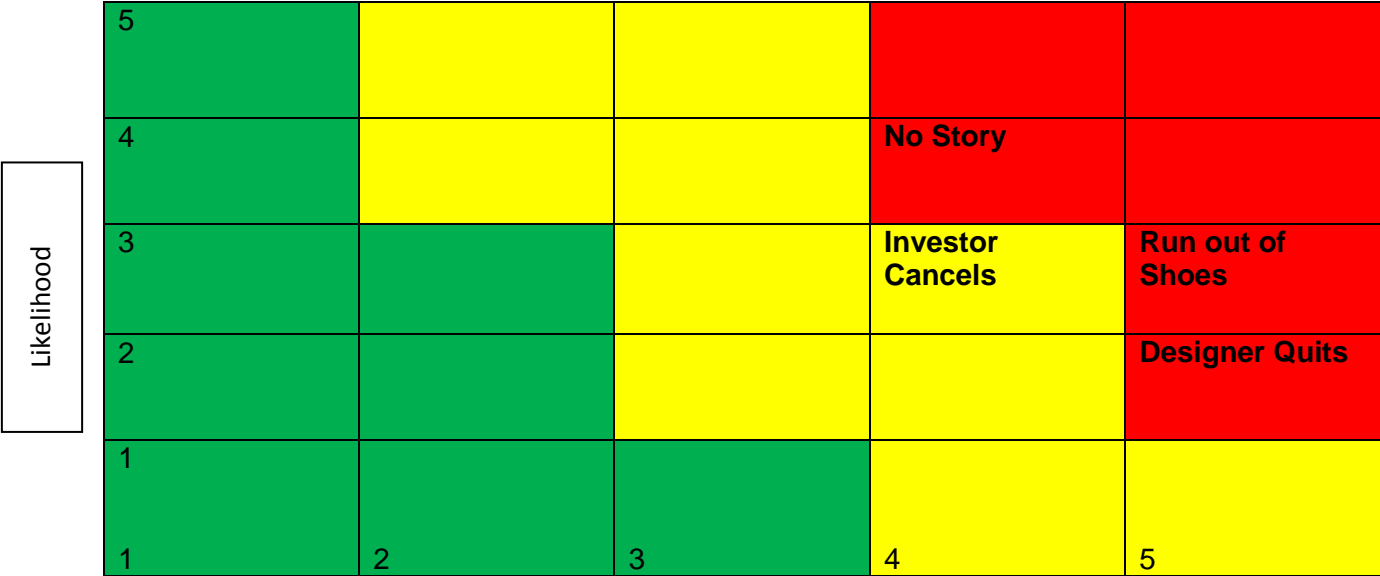 5
4
No Story
Likelihood
3
Investor
Cancels
Run out of
Shoes
2
Designer Quits
1
1
2
3
4
5